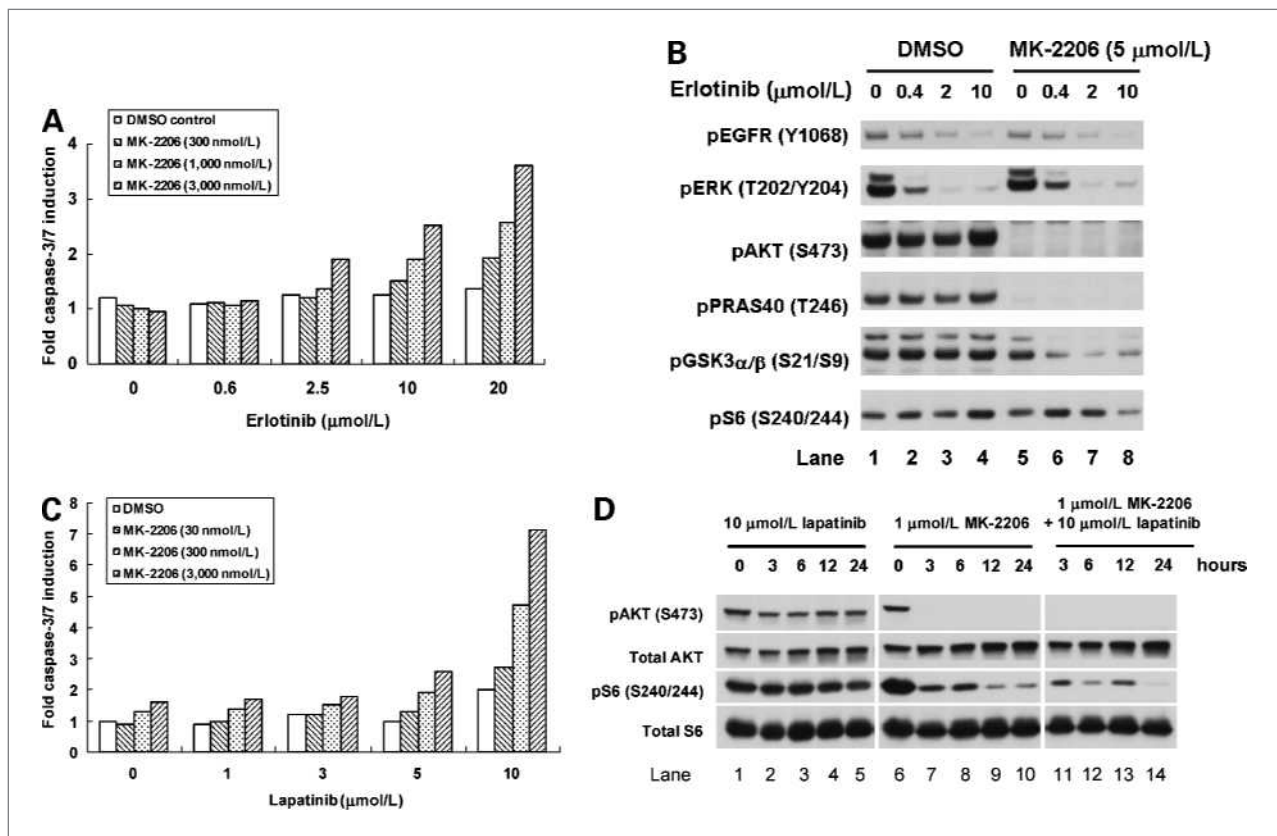 A
DMSO control
MK-2206 (300 nmol/L)
MK-2206 (1,000 nmol/L)
MK-2206 (3,000 nmol/L)
Fold caspase-3/7 induction
4
3
2
1
0
0 0.6 2.5 10 20
Erlotinib (μmol/L)
B
DMSO MK-2206 (5 μmol/L)
Erlotinib (μmol/L) 0 0.4 2 10 0 0.4 2 10
pEGFR (Y1068)
pERK (T202/Y204)
pAKT (S473)
pPRAS40 (T246)
pGSK3α/β (S21/S9)
pS6 (S240/244)
Lane 1 2 3 4 5 6 7 8
C
DMSO
MK-2206 (30 nmol/L)
MK-2206 (300 nmol/L)
MK-2206 (3,000 nmol/L)
Fold caspase-3/7 induction
8
7
6
5
4
3
2
1
0
0 1 3 5 10
Lapatinib (μmol/L)
D
1 μmol/L MK-2206
10 μmol/L lapatinib 1 μmol/L MK-2206 + 10 μmol/L lapatinib
0 3 6 12 24 0 3 6 12 24 3 6 12 24 hours
pAKT (S473)
Total AKT
pS6 (S240/244)
Total S6
Lane 1 2 3 4 5 6 7 8 9 10 11 12 13 14